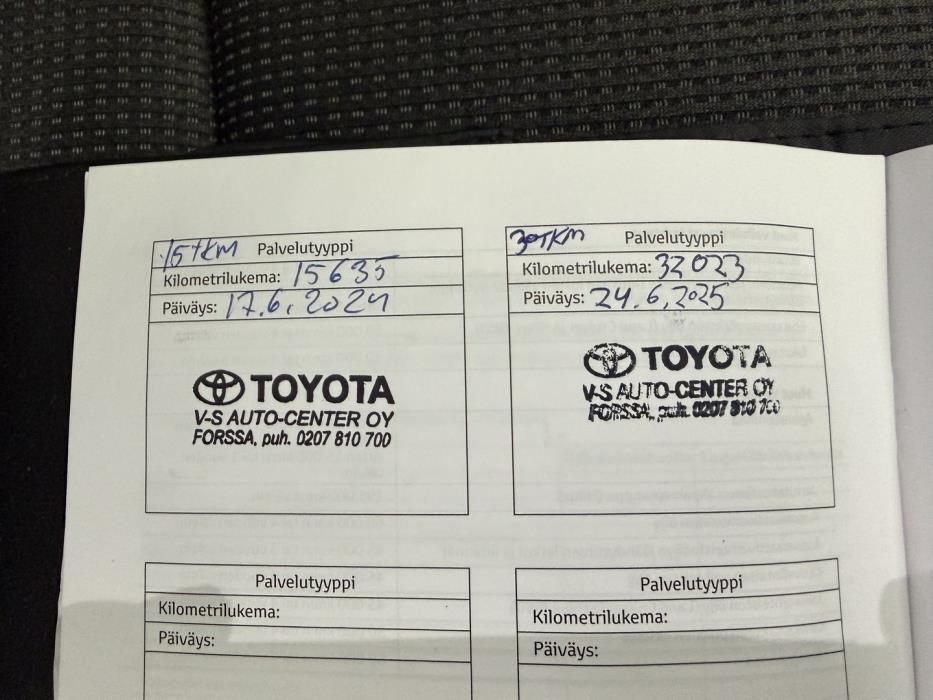 15TKM Palvelutyyppi
Kilometrilukema: 15635
Päiväys: 17.6.2024
TOYOTA
V-S AUTO-CENTER OY
FORSSA, puh. 0207 810 700
30TKM Palvelutyyppi
Kilometrilukema: 32023
Päiväys: 24.6.2025
TOYOTA
V-S AUTO-CENTER OY
FORSSA, puh. 0207 810 700
Palvelutyyppi
Kilometrilukema:
Päiväys:
Palvelutyyppi
Kilometrilukema:
Päiväys: